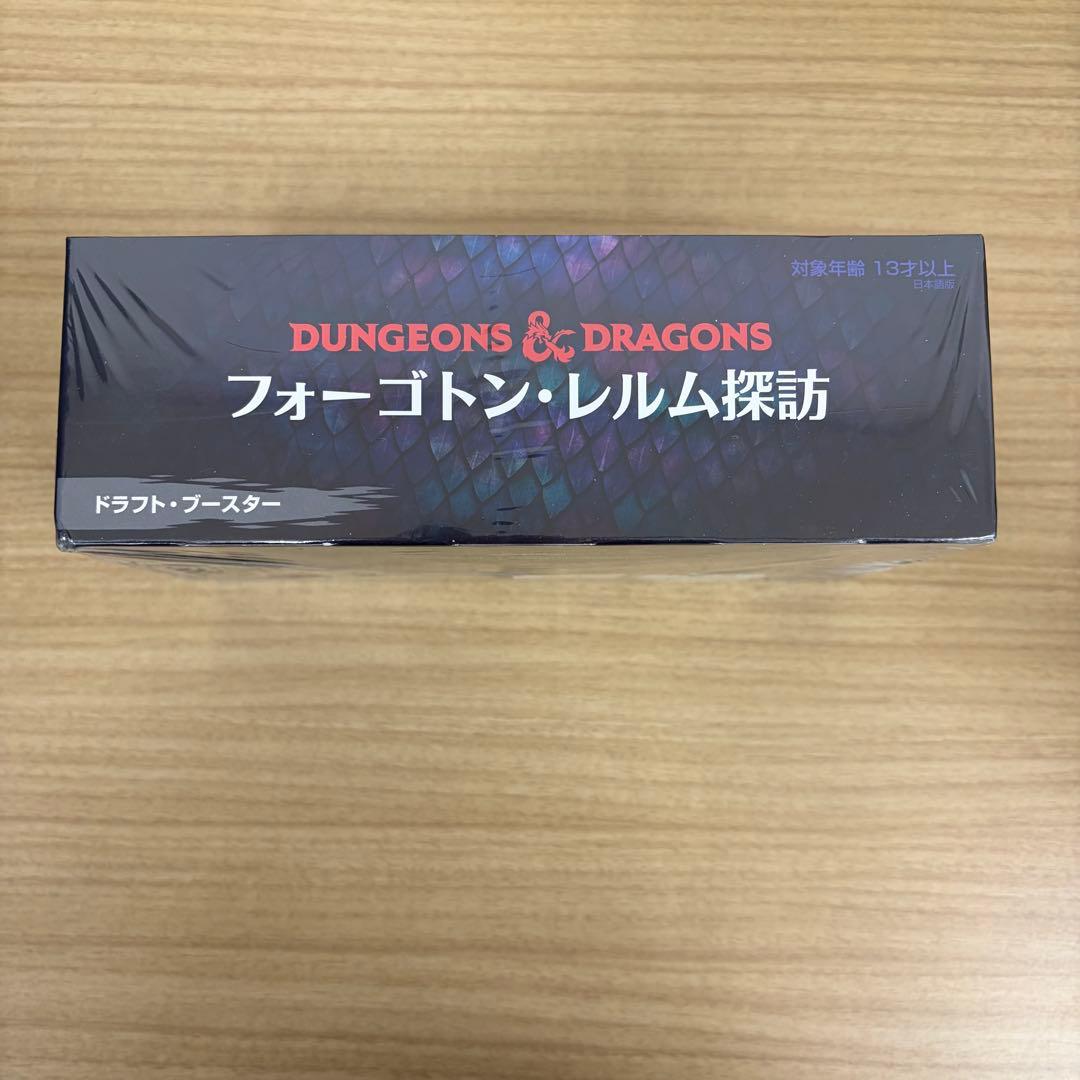 対象年齢 13才以上
日本語版
DUNGEONS & DRAGONS
フォーゴトン・レルム探訪
ドラフト・ブースター